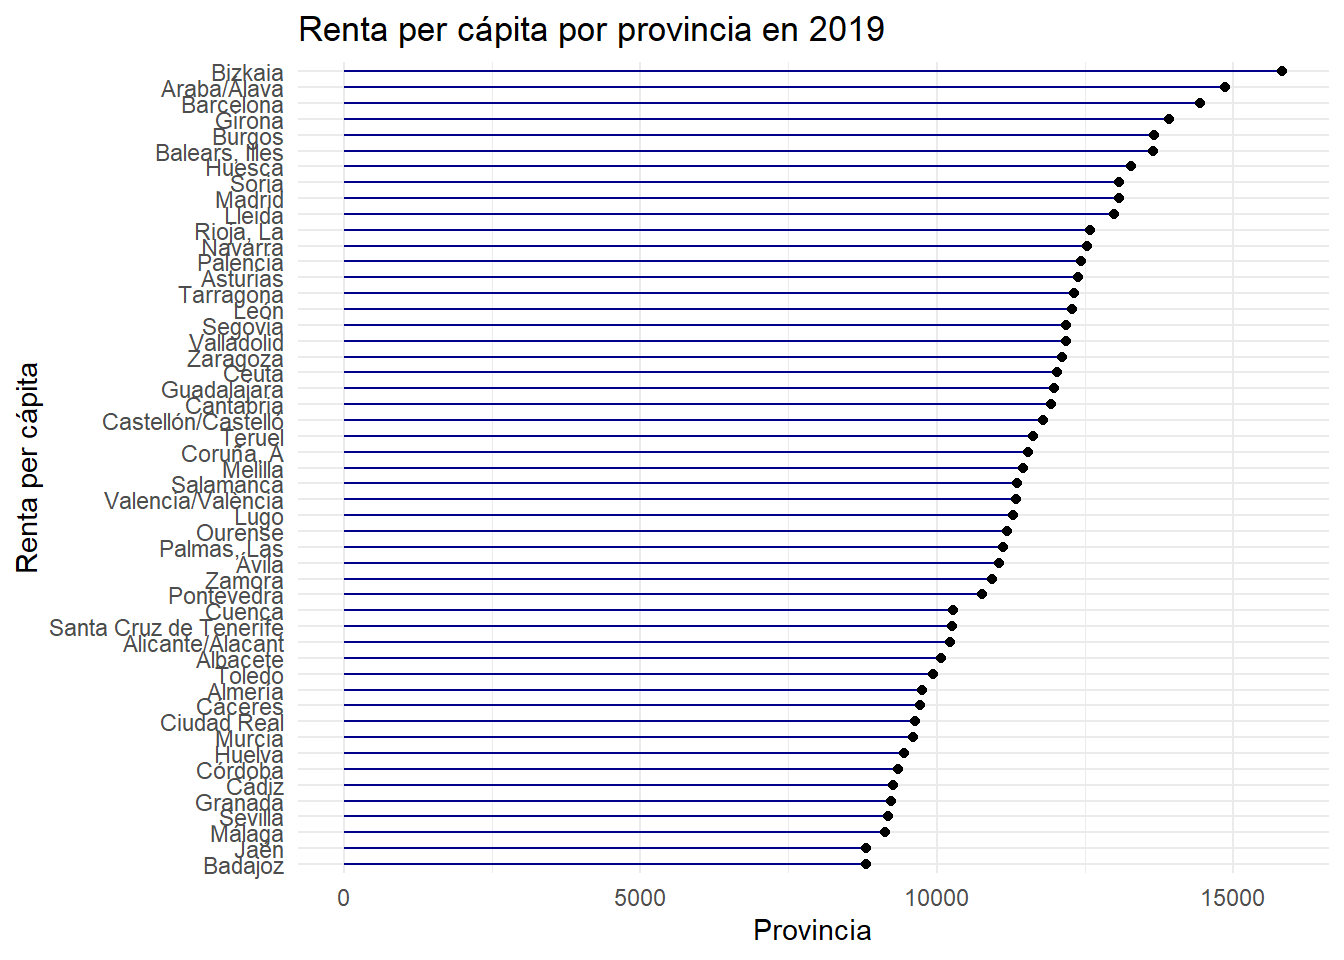 Renta per cápita por provincia en 2019
Renta per cápita
Bizkaia
Araba/Álava
Barcelona
Girona
Burgos
Balears, Illes
Huesca
Soria
Madrid
Lleida
Rioja, La
Navarra
Palencia
Asturias
Tarragona
León
Segovia
Valladolid
Zaragoza
Ceuta
Guadalajara
Cantabria
Castellón/Castelló
Teruel
Coruña, A
Melilla
Salamanca
Valencia/València
Lugo
Ourense
Palmas, Las
Ávila
Zamora
Pontevedra
Cuenca
Santa Cruz de Tenerife
Alicante/Alacant
Albacete
Toledo
Almería
Cáceres
Ciudad Real
Murcia
Huelva
Córdoba
Cádiz
Granada
Sevilla
Málaga
Jaén
Badajoz
0 5000 10000 15000
Provincia